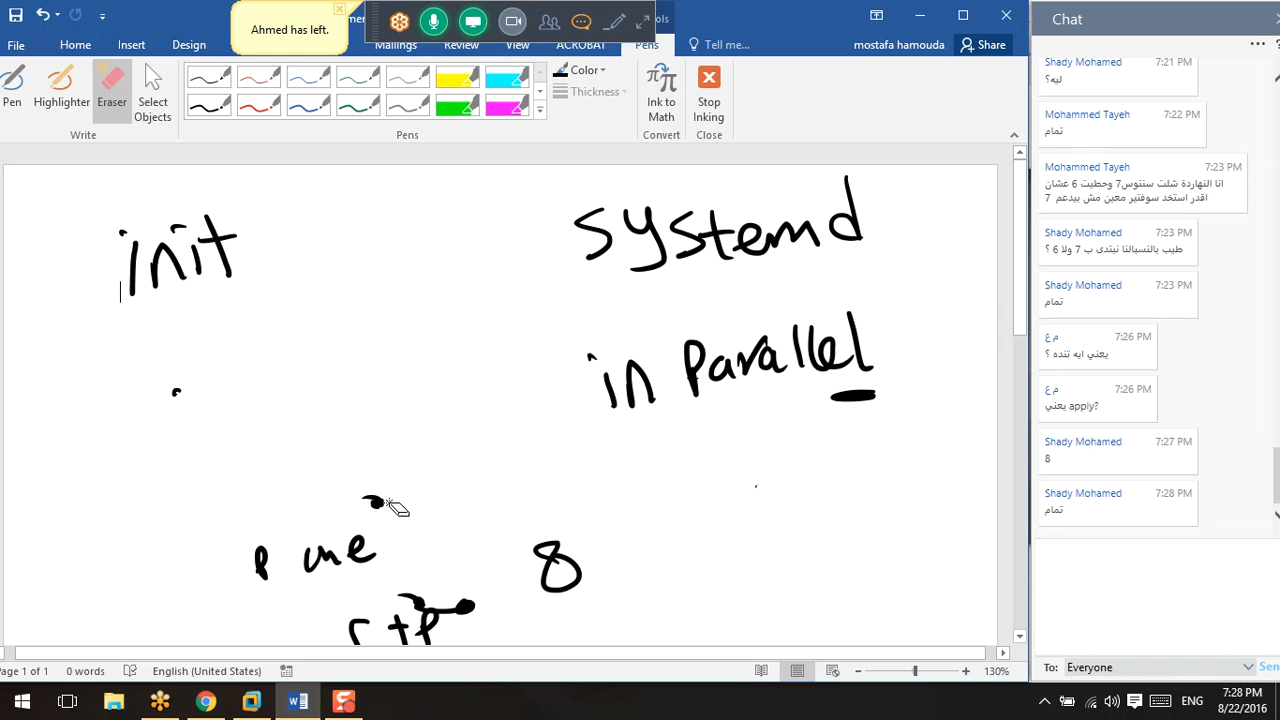 Ahmed has left.
mostafa hamouda
Share
File
Home
Insert
Design
Mailings
Review
View
ACROBAT
Pens
Tell me...
Pen
Highlighter
Eraser
Select Objects
Color
Thickness
Ink to Math
Stop Inking
Write
Pens
Convert
Close
init
systemd
in Parallel
8
Page 1 of 1
0 words
English (United States)
130%
Chat
Shady Mohamed 7:21 PM
ليه؟
Mohammed Tayeh 7:22 PM
تمام
Mohammed Tayeh 7:23 PM
انا النهاردة شلت سنتوس7 وحطيت 6 عشان
اقدر استخد سوفتير معين مش بيدعم 7
Shady Mohamed 7:23 PM
طيب بالنسبالنا نبتدى ب 7 ولا 6 ؟
Shady Mohamed 7:23 PM
تمام
م ع 7:26 PM
يعني ايه تنده ؟
م ع 7:26 PM
يعني apply?
Shady Mohamed 7:27 PM
8
Shady Mohamed 7:28 PM
تمام
To: Everyone
ENG
7:28 PM
8/22/2016